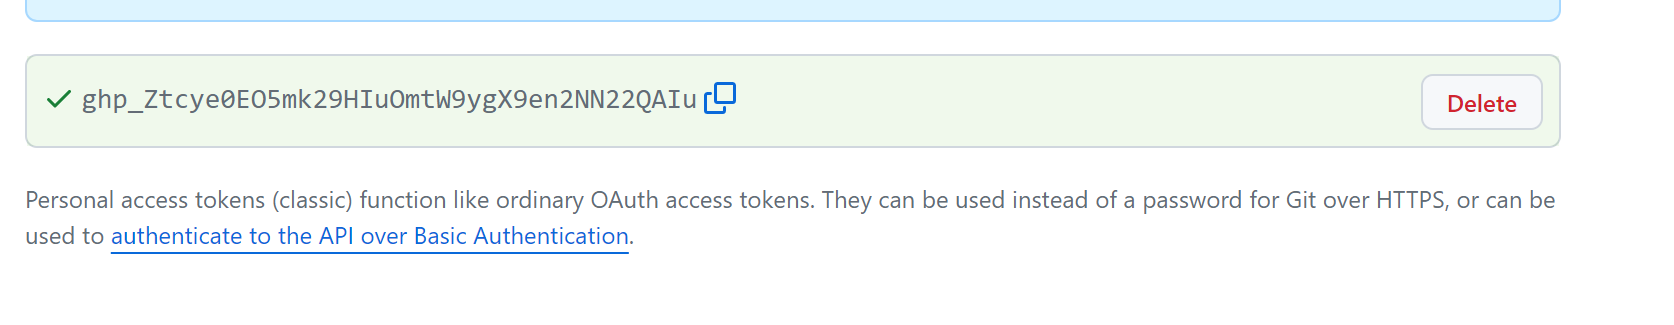 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
Delete
Personal access tokens (classic) function like ordinary OAuth access tokens. They can be used instead of a password for Git over HTTPS, or can be
used to authenticate to the API over Basic Authentication.